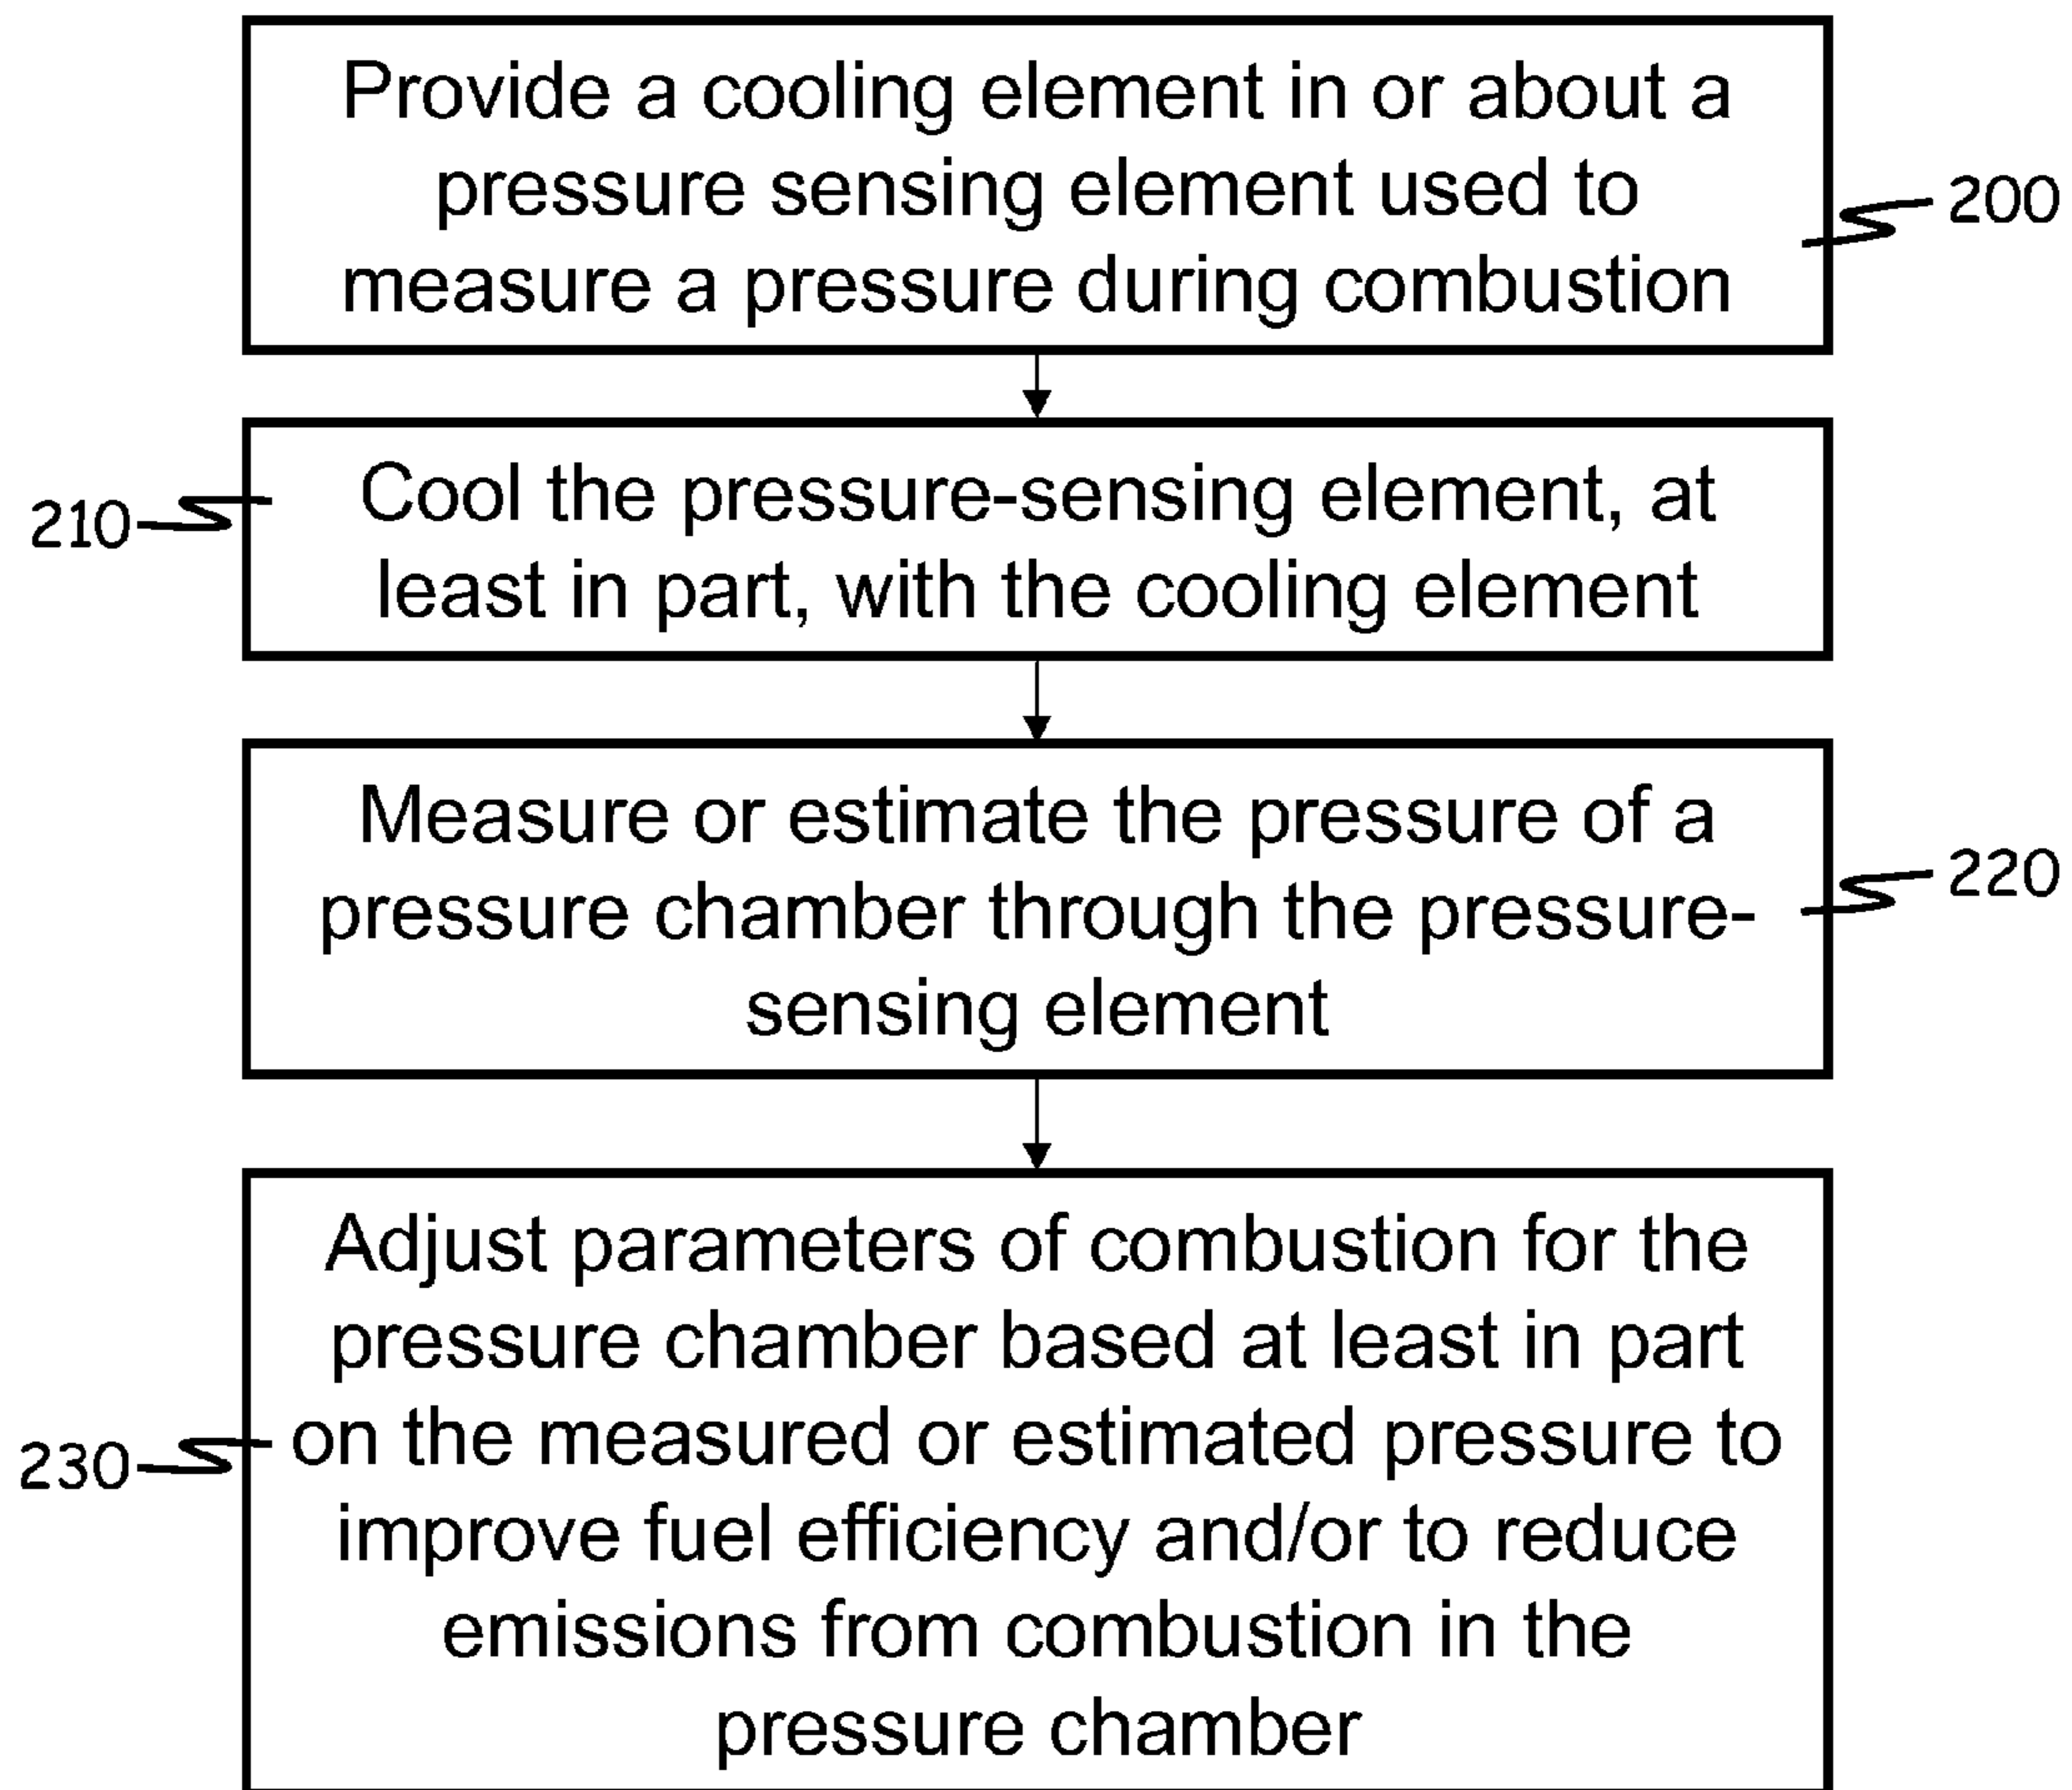 Provide a cooling element in or about a
pressure sensing element used to
measure a pressure during combustion
200
Cool the pressure-sensing element, at
least in part, with the cooling element
210
Measure or estimate the pressure of a
pressure chamber through the pressure-
sensing element
220
Adjust parameters of combustion for the
pressure chamber based at least in part
on the measured or estimated pressure to
improve fuel efficiency and/or to reduce
emissions from combustion in the
pressure chamber
230